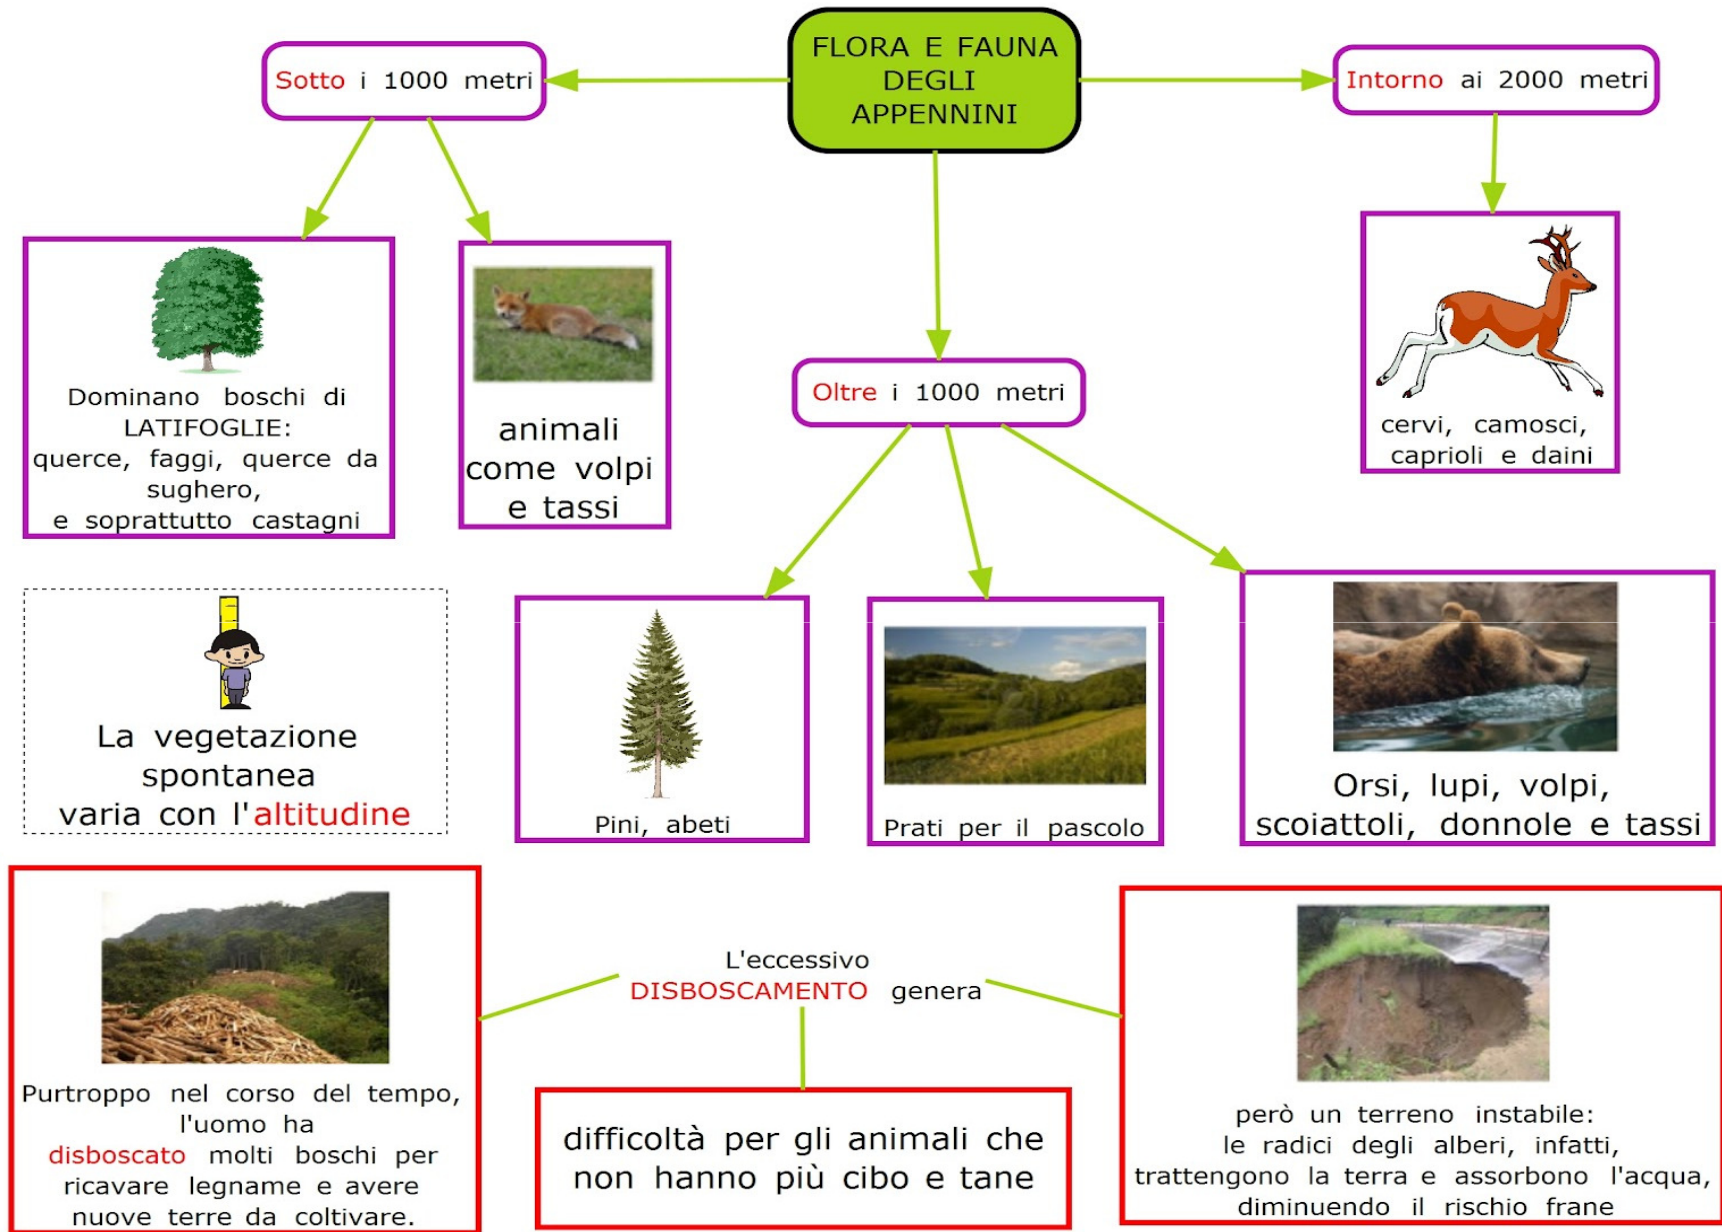 FLORA E FAUNA
DEGLI
APPENNINI
Sotto i 1000 metri
Intorno ai 2000 metri
Dominano boschi di
LATIFOGLIE:
querce, faggi, querce da
sughero,
e soprattutto castagni
animali
come volpi
e tassi
Oltre i 1000 metri
cervi, camosci,
caprioli e daini
La vegetazione
spontanea
varia con l'altitudine
Pini, abeti
Prati per il pascolo
Orsi, lupi, volpi,
scoiattoli, donnole e tassi
Purtroppo nel corso del tempo,
l'uomo ha
disboscato molti boschi per
ricavare legname e avere
nuove terre da coltivare.
L'eccessivo
DISBOSCAMENTO genera
difficoltà per gli animali che
non hanno più cibo e tane
però un terreno instabile:
le radici degli alberi, infatti,
trattengono la terra e assorbono l'acqua,
diminuendo il rischio frane